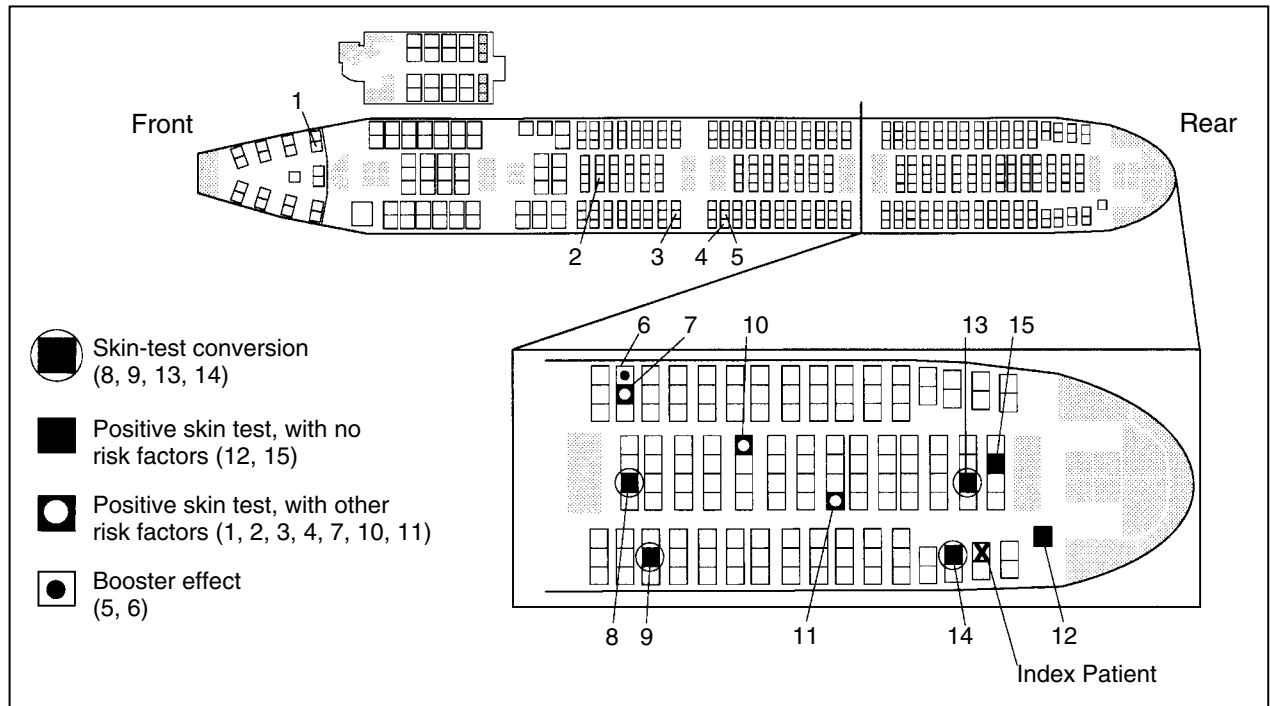 1
Front
Rear
2
3
4
5
6
7
10
13
15
Skin-test conversion
(8, 9, 13, 14)
Positive skin test, with no
risk factors (12, 15)
Positive skin test, with other
risk factors (1, 2, 3, 4, 7, 10, 11)
Booster effect
(5, 6)
X
8
9
11
14
12
Index Patient